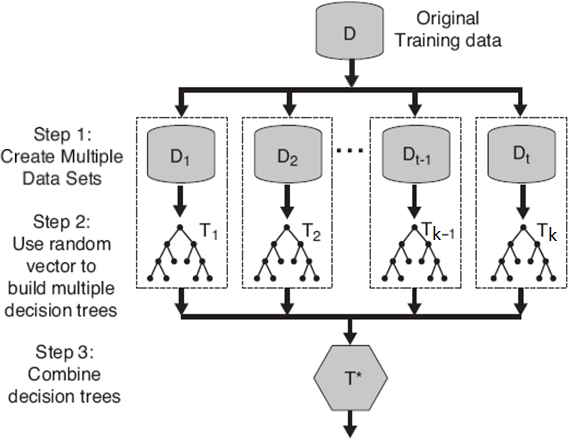 D
Original
Training data
Step 1:
Create Multiple
Data Sets
D1
D2
...
Dt-1
Dt
Step 2:
Use random
vector to
build multiple
decision trees
T1
T2
Tk-1
Tk
Step 3:
Combine
decision trees
T*